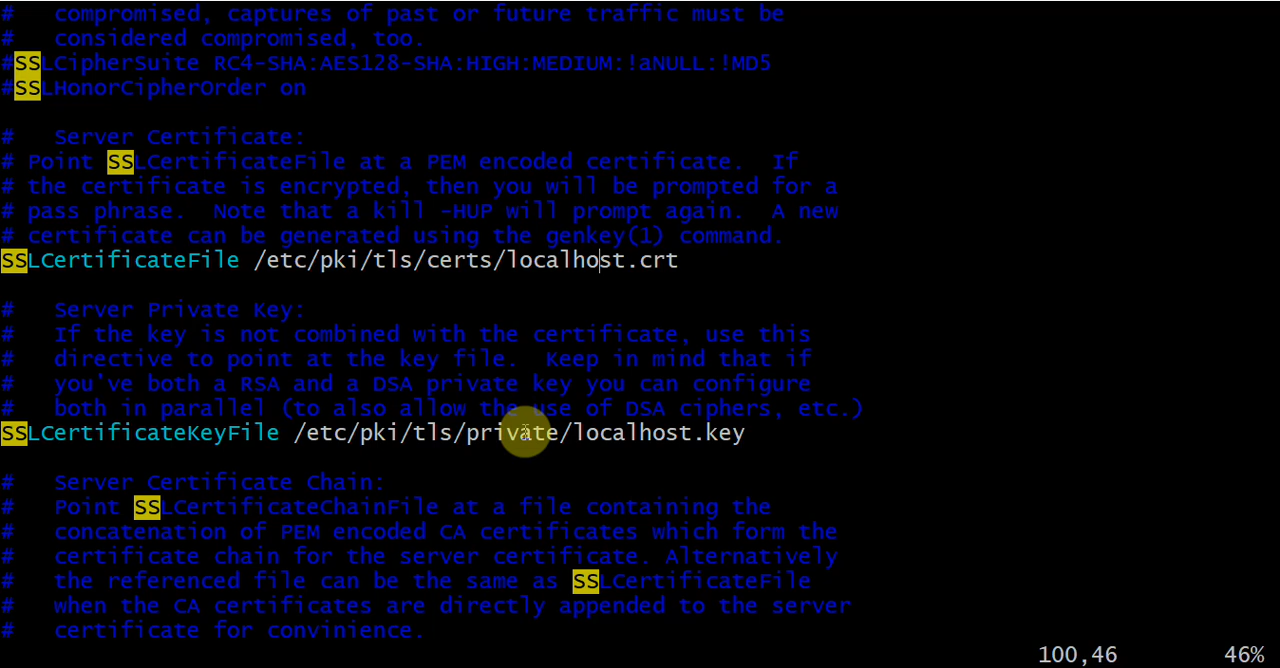 #   compromised, captures of past or future traffic must be
#   considered compromised, too.
#SSLCipherSuite RC4-SHA:AES128-SHA:HIGH:MEDIUM:!aNULL:!MD5
#SSLHonorCipherOrder on
#   Server Certificate:
# Point SSLCertificateFile at a PEM encoded certificate.  If
# the certificate is encrypted, then you will be prompted for a
# pass phrase.  Note that a kill -HUP will prompt again.  A new
# certificate can be generated using the genkey(1) command.
SSLCertificateFile /etc/pki/tls/certs/localhost.crt
#   Server Private Key:
#   If the key is not combined with the certificate, use this
#   directive to point at the key file.  Keep in mind that if
#   you've both a RSA and a DSA private key you can configure
#   both in parallel (to also allow the use of DSA ciphers, etc.)
SSLCertificateKeyFile /etc/pki/tls/private/localhost.key
#   Server Certificate Chain:
#   Point SSLCertificateChainFile at a file containing the
#   concatenation of PEM encoded CA certificates which form the
#   certificate chain for the server certificate. Alternatively
#   the referenced file can be the same as SSLCertificateFile
#   when the CA certificates are directly appended to the server
#   certificate for convinience.
100,46 46%